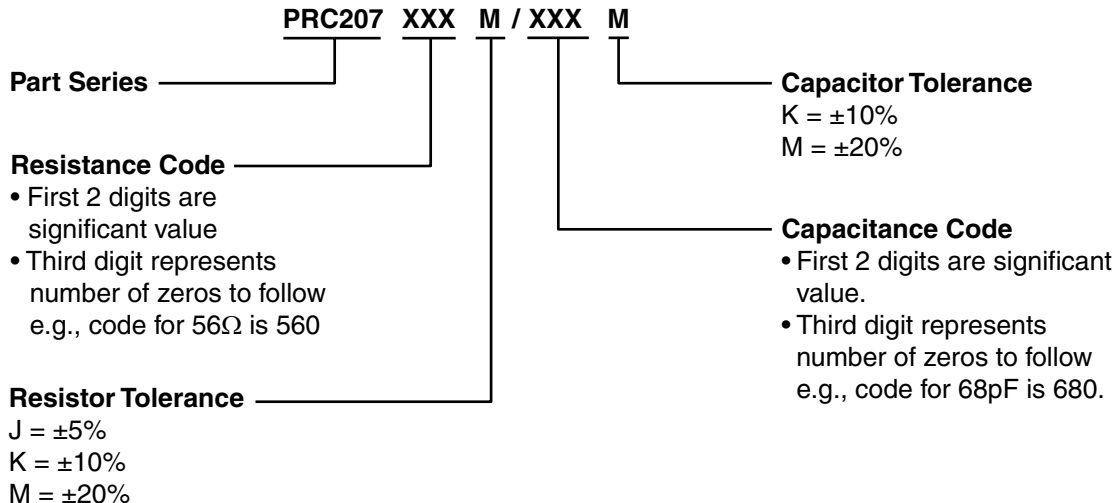 PRC207 XXX M / XXX M
Part Series
Resistance Code
• First 2 digits are
significant value
• Third digit represents
number of zeros to follow
e.g., code for 56Ω is 560
Resistor Tolerance
J = ±5%
K = ±10%
M = ±20%
Capacitor Tolerance
K = ±10%
M = ±20%
Capacitance Code
• First 2 digits are significant
value.
• Third digit represents
number of zeros to follow
e.g., code for 68pF is 680.